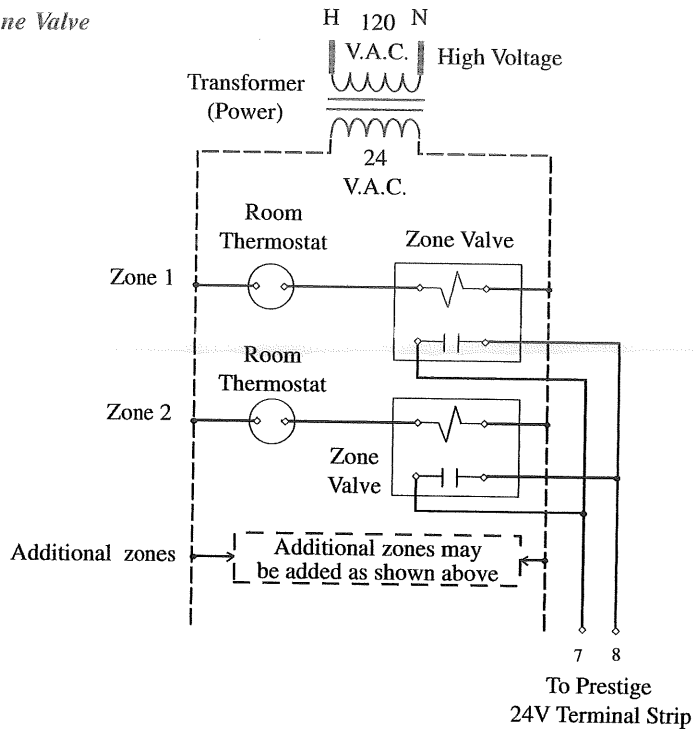 ne Valve
H 120 N
V.A.C.
High Voltage
Transformer
(Power)
24
V.A.C.
Room
Thermostat
Zone Valve
Zone 1
Room
Thermostat
Zone 2
Zone
Valve
Additional zones
Additional zones may
be added as shown above
7 8
To Prestige
24V Terminal Strip